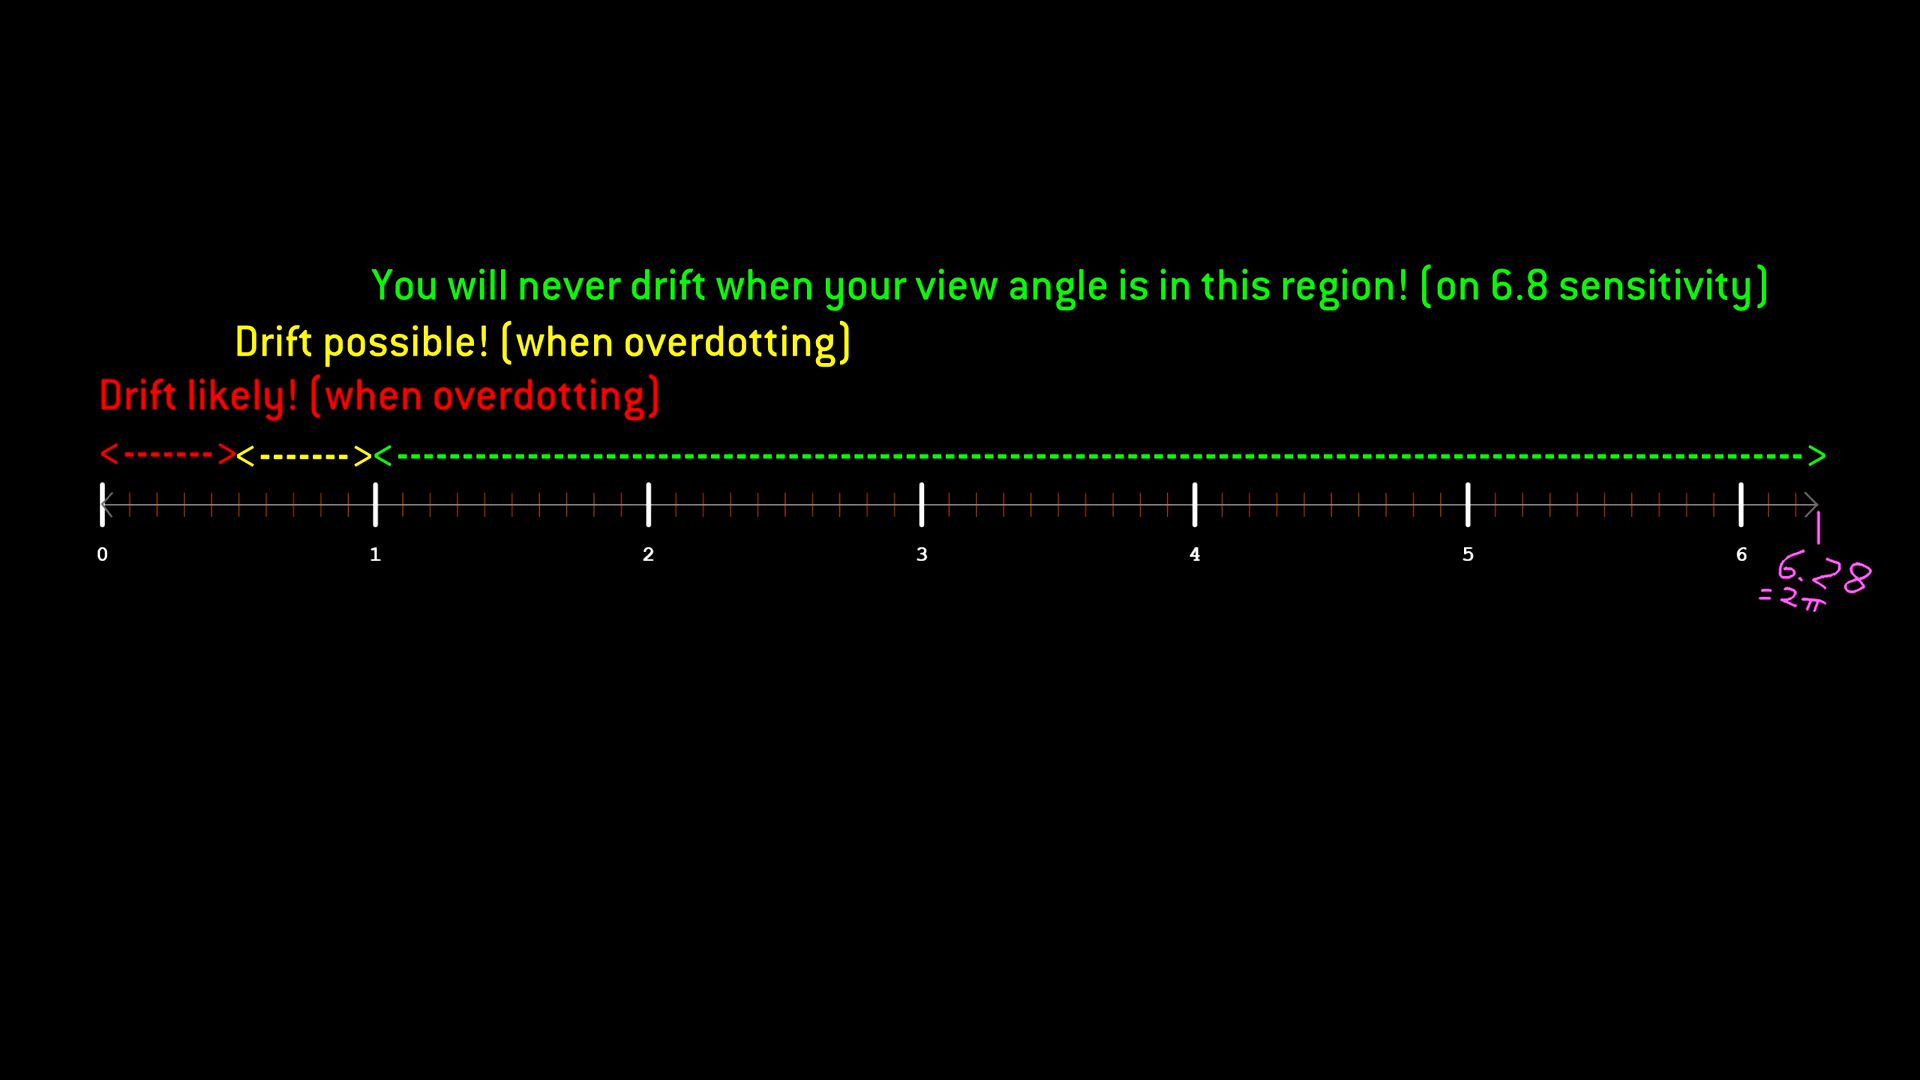 You will never drift when your view angle is in this region! (on 6.8 sensitivity)
Drift possible! (when overdotting)
Drift likely! (when overdotting)
0 1 2 3 4 5 6
6.28
= 2π